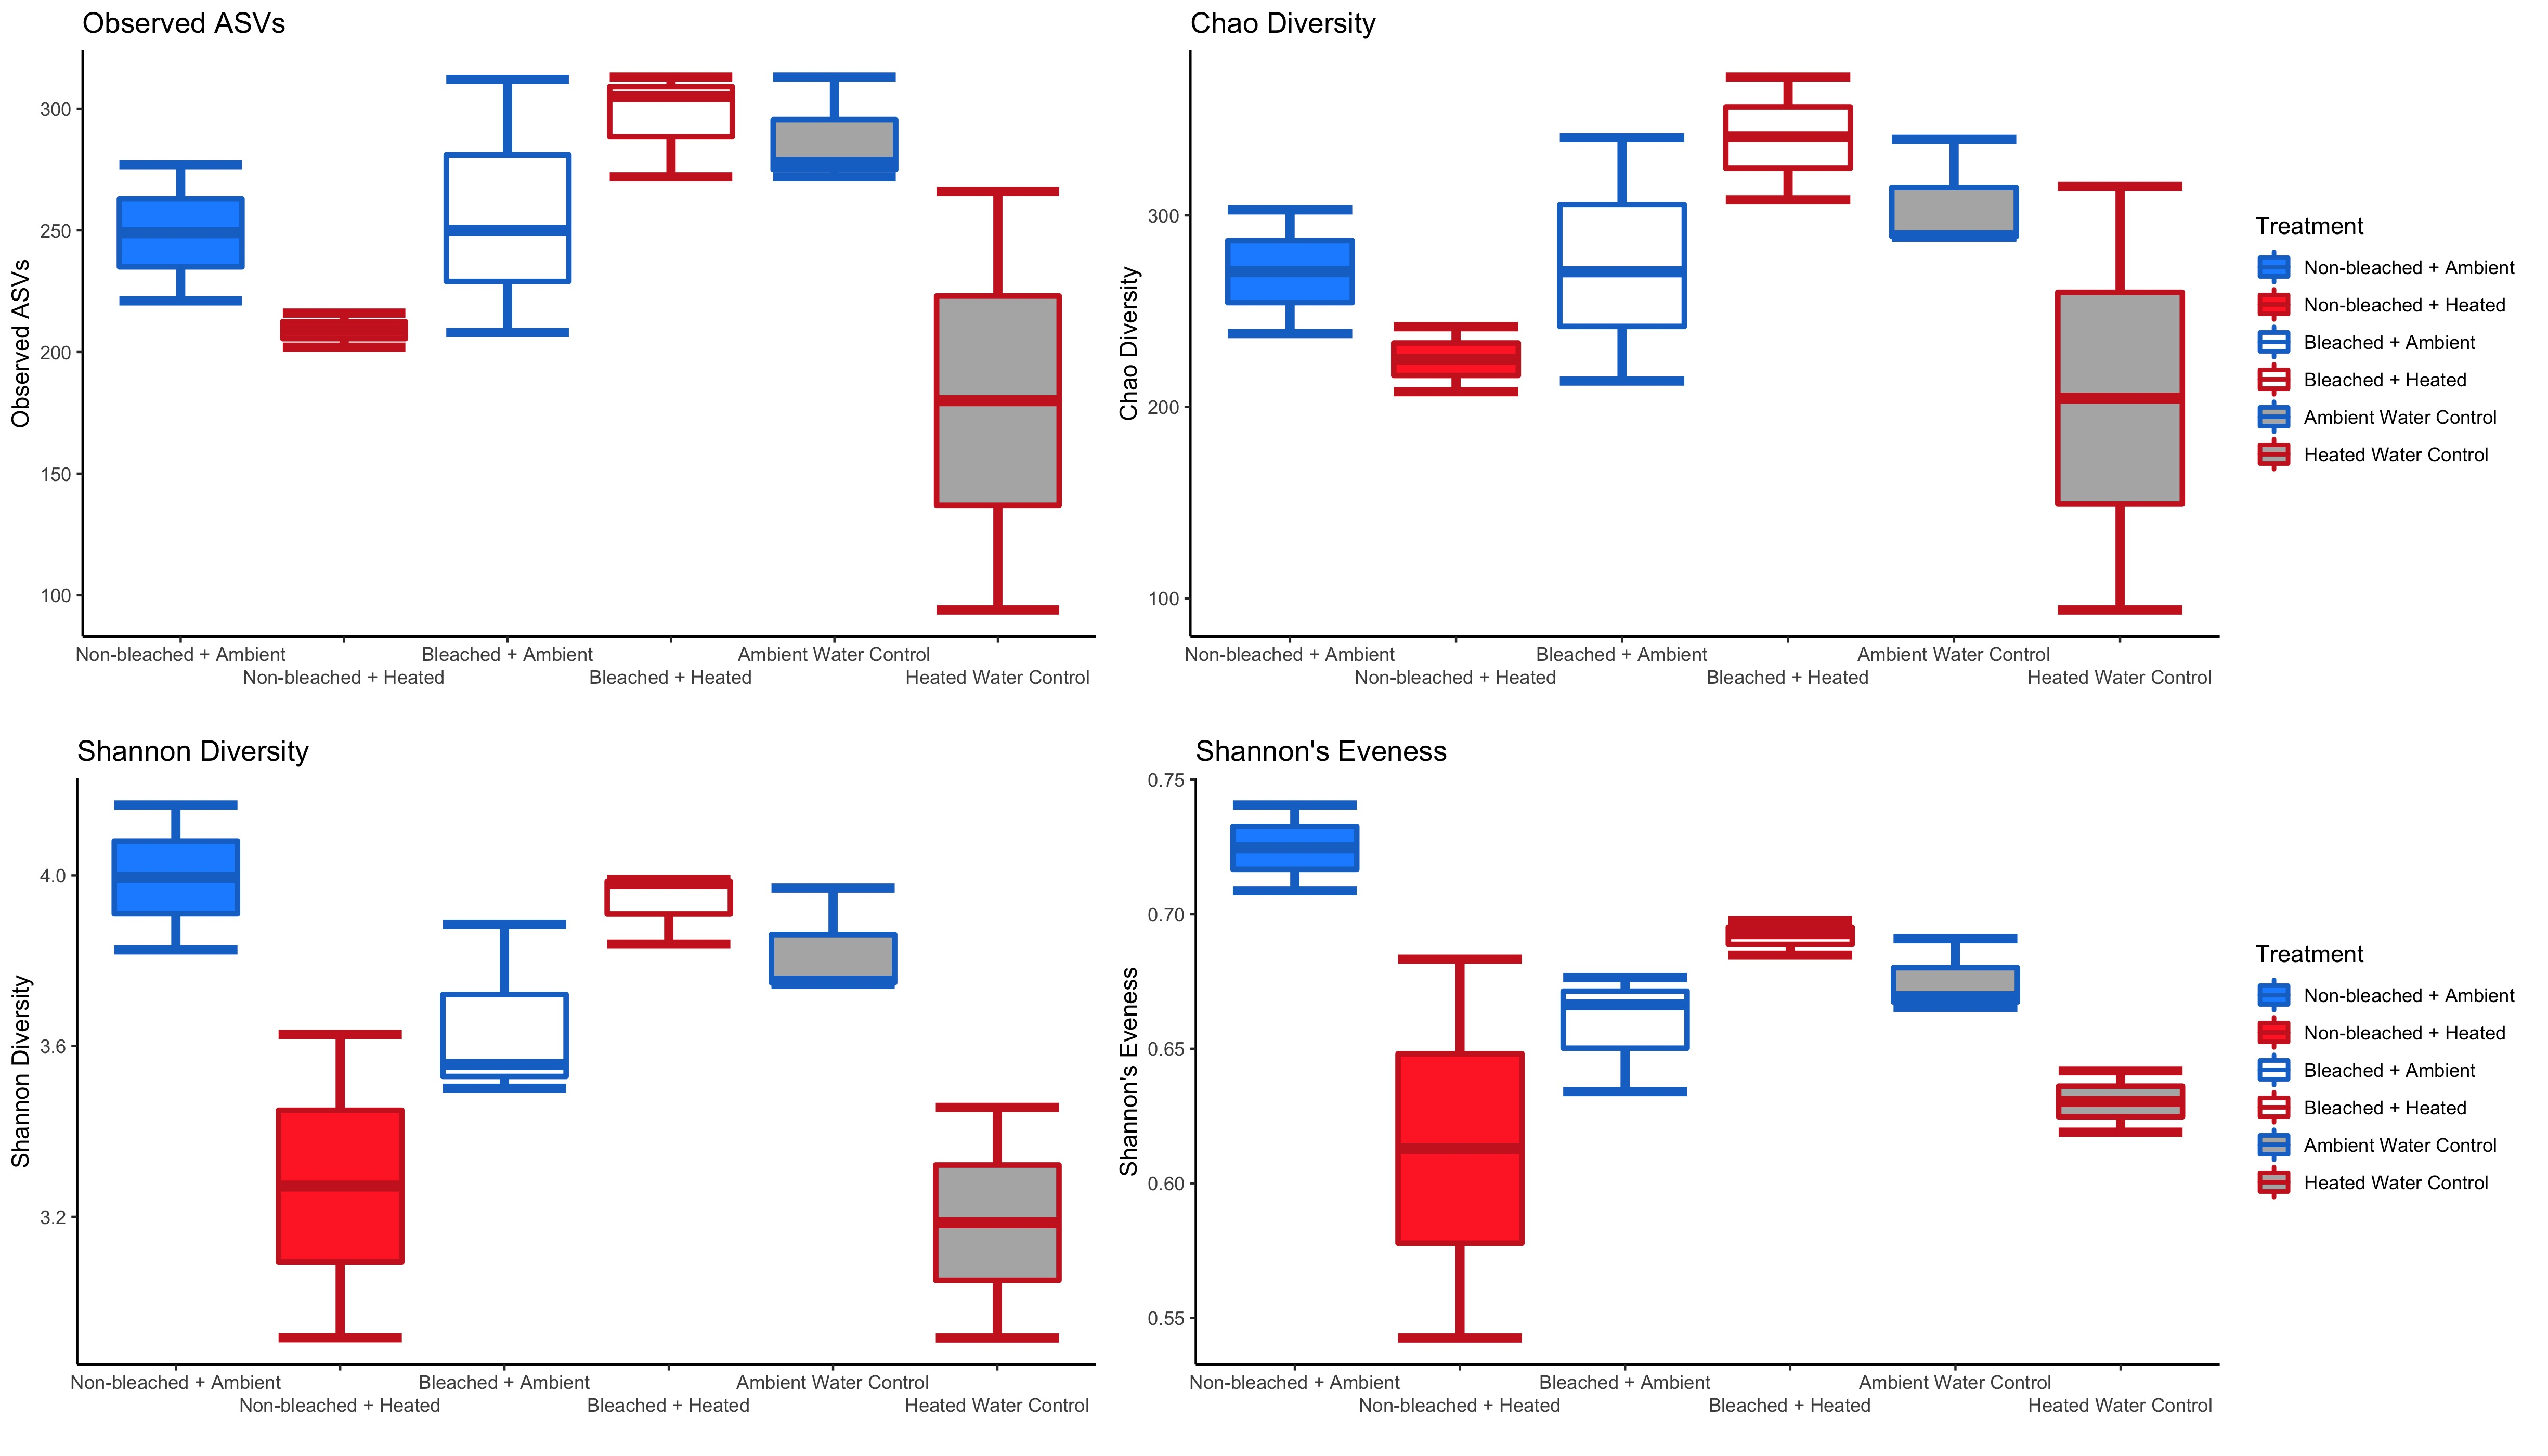 Observed ASVs
Observed ASVs
300
250
200
150
100
Non-bleached + Ambient
Non-bleached + Heated
Bleached + Ambient
Bleached + Heated
Ambient Water Control
Heated Water Control
Chao Diversity
Chao Diversity
300
200
100
Non-bleached + Ambient
Non-bleached + Heated
Bleached + Ambient
Bleached + Heated
Ambient Water Control
Heated Water Control
Treatment
Non-bleached + Ambient
Non-bleached + Heated
Bleached + Ambient
Bleached + Heated
Ambient Water Control
Heated Water Control
Shannon Diversity
Shannon Diversity
4.0
3.6
3.2
Non-bleached + Ambient
Non-bleached + Heated
Bleached + Ambient
Bleached + Heated
Ambient Water Control
Heated Water Control
Shannon's Eveness
Shannon's Eveness
0.75
0.70
0.65
0.60
0.55
Non-bleached + Ambient
Non-bleached + Heated
Bleached + Ambient
Bleached + Heated
Ambient Water Control
Heated Water Control
Treatment
Non-bleached + Ambient
Non-bleached + Heated
Bleached + Ambient
Bleached + Heated
Ambient Water Control
Heated Water Control